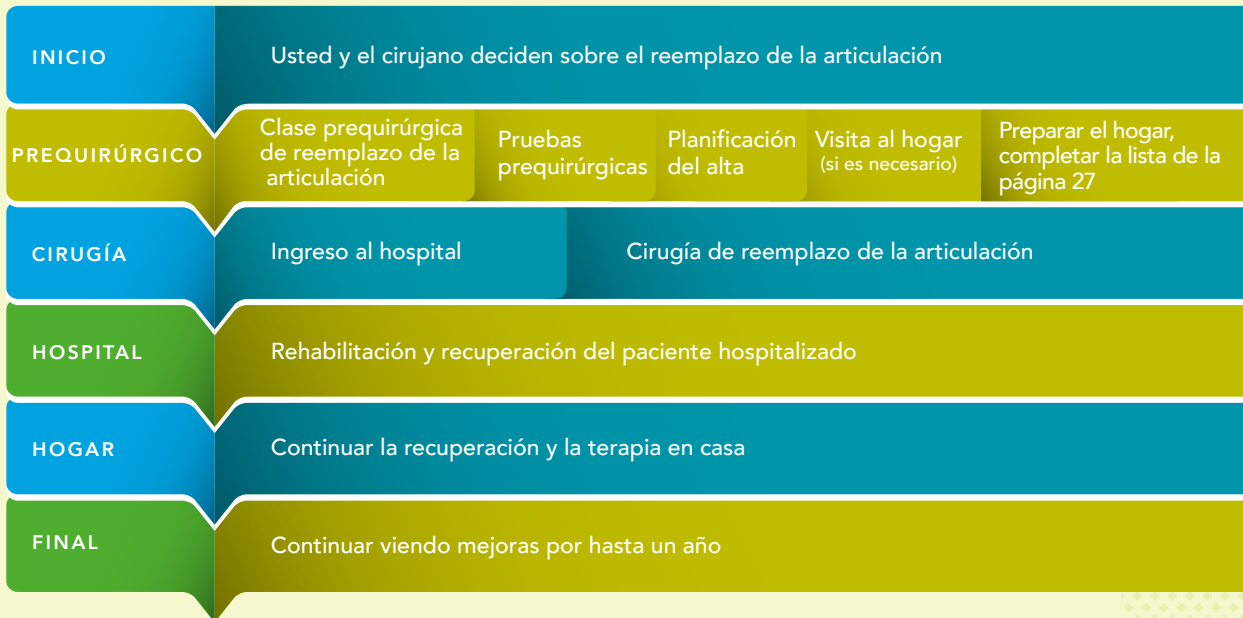 INICIO
Usted y el cirujano deciden sobre el reemplazo de la articulación
PREQUIRÚRGICO
Clase prequirúrgica
de reemplazo de la
articulación
Pruebas
prequirúrgicas
Planificación
del alta
Visita al hogar
(si es necesario)
Preparar el hogar,
completar la lista de la
página 27
CIRUGÍA
Ingreso al hospital
Cirugía de reemplazo de la articulación
HOSPITAL
Rehabilitación y recuperación del paciente hospitalizado
HOGAR
Continuar la recuperación y la terapia en casa
FINAL
Continuar viendo mejoras por hasta un año